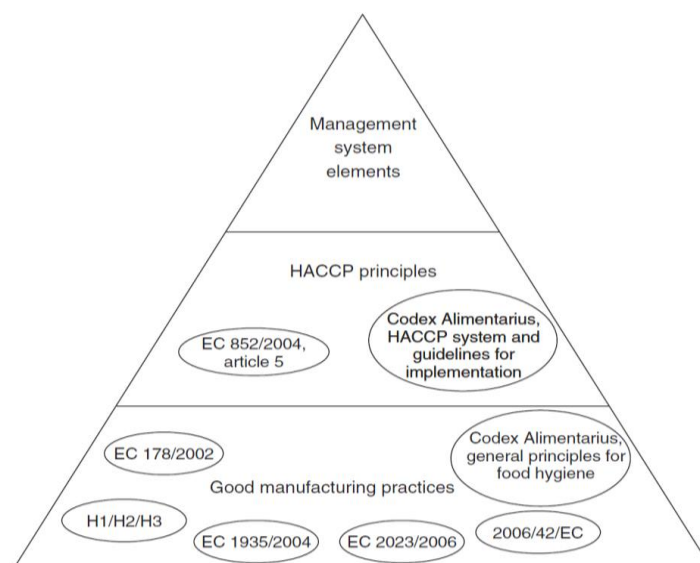 Management
system
elements
HACCP principles
EC 852/2004,
article 5
Codex Alimentarius,
HACCP system and
guidelines for
implementation
EC 178/2002
Codex Alimentarius,
general principles for
food hygiene
Good manufacturing practices
H1/H2/H3
EC 1935/2004
EC 2023/2006
2006/42/EC